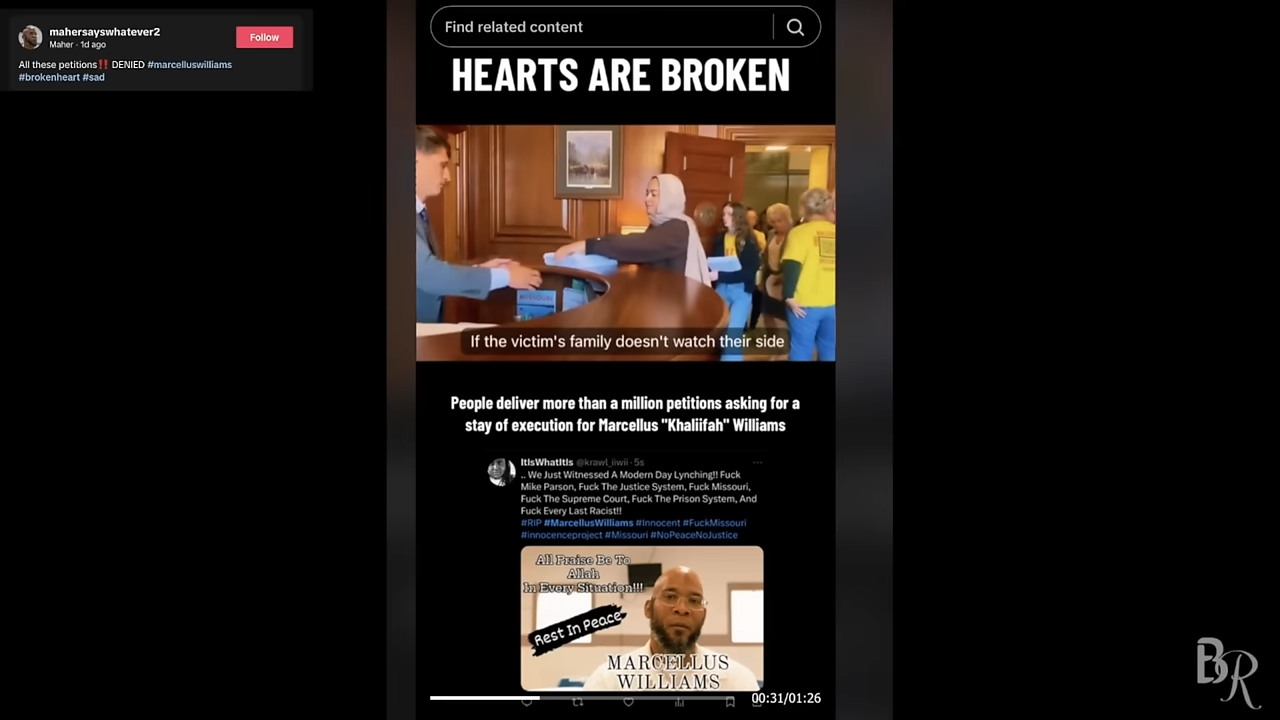 mahersayswhatever2
Maher · 1d ago
Follow
All these petitions‼️ DENIED #marcelluswilliams
#brokenheart #sad
Find related content
HEARTS ARE BROKEN
MISSOURI
If the victim's family doesn't watch their side
People deliver more than a million petitions asking for a
stay of execution for Marcellus "Khaliifah" Williams
ItIsWhatItIs @krawl_iiwii · 5s
.. We Just Witnessed A Modern Day Lynching!! Fuck
Mike Parson, Fuck The Justice System, Fuck Missouri,
Fuck The Supreme Court, Fuck The Prison System, And
Fuck Every Last Racist!!
#RIP #MarcellusWilliams #Innocent #FuckMissouri
#innocenceproject #Missouri #NoPeaceNoJustice
All Praise Be To
Allah
In Every Situation!!!
Rest In Peace
MARCELLUS
WILLIAMS
00:31/01:26
BR